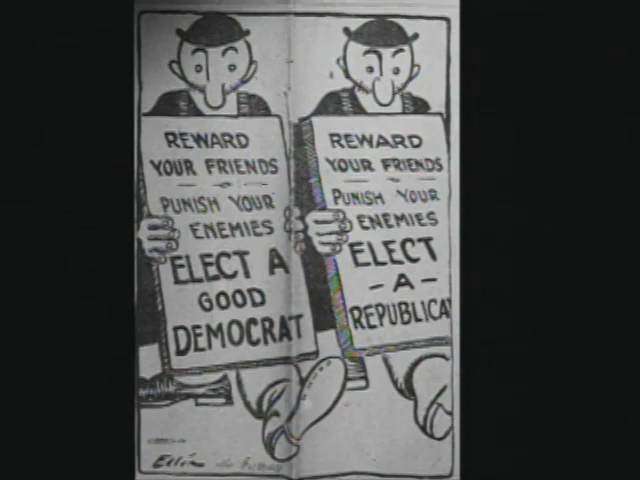 REWARD
YOUR FRIENDS
PUNISH YOUR
ENEMIES
ELECT A
GOOD
DEMOCRAT
REWARD
YOUR FRIENDS
PUNISH YOUR
ENEMIES
ELECT
- A -
REPUBLICA